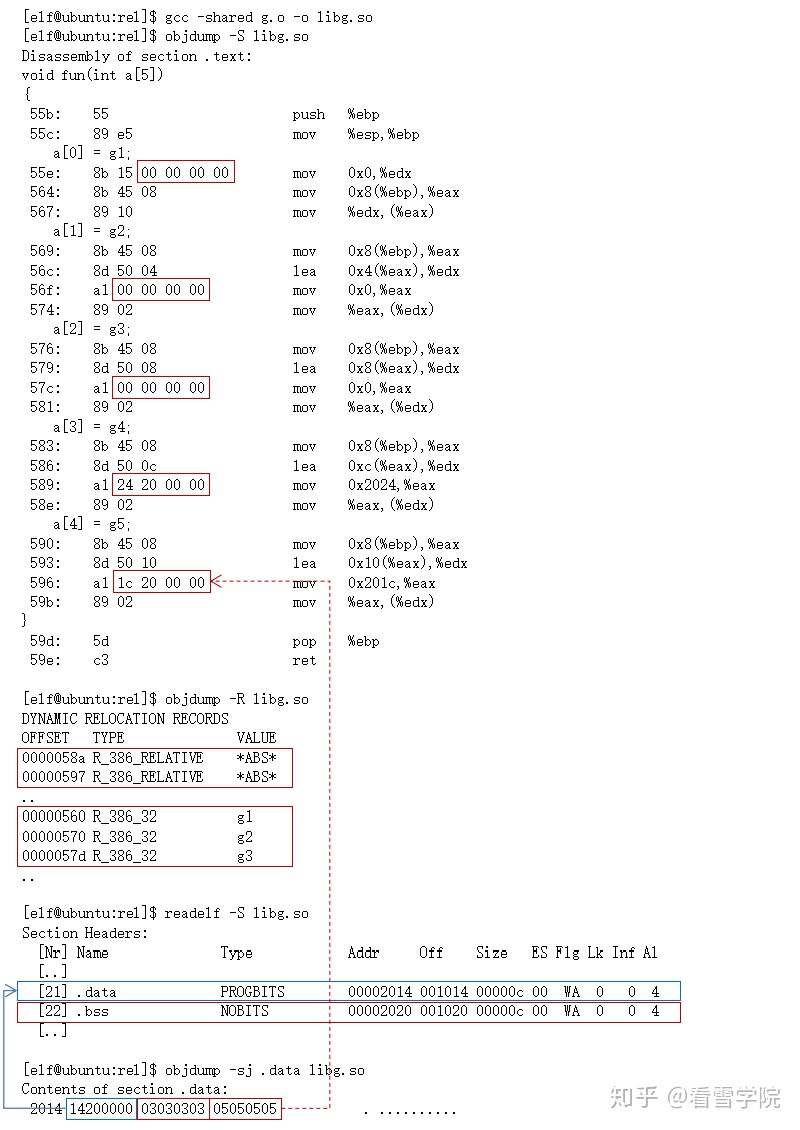 [elf@ubuntu:rel]$ gcc -shared g.o -o libg.so
[elf@ubuntu:rel]$ objdump -S libg.so
Disassembly of section .text:
void fun(int a[5])
{
 55b:    55                      push   %ebp
 55c:    89 e5                   mov    %esp,%ebp
    a[0] = g1;
 55e:    8b 15 00 00 00 00       mov    0x0,%edx
 564:    8b 45 08                mov    0x8(%ebp),%eax
 567:    89 10                   mov    %edx,(%eax)
    a[1] = g2;
 569:    8b 45 08                mov    0x8(%ebp),%eax
 56c:    8d 50 04                lea    0x4(%eax),%edx
 56f:    a1 00 00 00 00          mov    0x0,%eax
 574:    89 02                   mov    %eax,(%edx)
    a[2] = g3;
 576:    8b 45 08                mov    0x8(%ebp),%eax
 579:    8d 50 08                lea    0x8(%eax),%edx
 57c:    a1 00 00 00 00          mov    0x0,%eax
 581:    89 02                   mov    %eax,(%edx)
    a[3] = g4;
 583:    8b 45 08                mov    0x8(%ebp),%eax
 586:    8d 50 0c                lea    0xc(%eax),%edx
 589:    a1 24 20 00 00          mov    0x2024,%eax
 58e:    89 02                   mov    %eax,(%edx)
    a[4] = g5;
 590:    8b 45 08                mov    0x8(%ebp),%eax
 593:    8d 50 10                lea    0x10(%eax),%edx
 596:    a1 1c 20 00 00          mov    0x201c,%eax
 59b:    89 02                   mov    %eax,(%edx)
}
 59d:    5d                      pop    %ebp
 59e:    c3                      ret
[elf@ubuntu:rel]$ objdump -R libg.so
DYNAMIC RELOCATION RECORDS
OFFSET   TYPE              VALUE
0000058a R_386_RELATIVE    *ABS*
00000597 R_386_RELATIVE    *ABS*
..
00000560 R_386_32          g1
00000570 R_386_32          g2
0000057d R_386_32          g3
..
[elf@ubuntu:rel]$ readelf -S libg.so
Section Headers:
  [Nr] Name              Type            Addr     Off    Size   ES Flg Lk Inf Al
  [..]
  [21] .data             PROGBITS        00002014 001014 00000c 00  WA  0   0  4
  [22] .bss              NOBITS          00002020 001020 00000c 00  WA  0   0  4
  [..]
[elf@ubuntu:rel]$ objdump -sj .data libg.so
Contents of section .data:
 2014 14200000 03030303 05050505           . ..........
知乎 @看雪学院